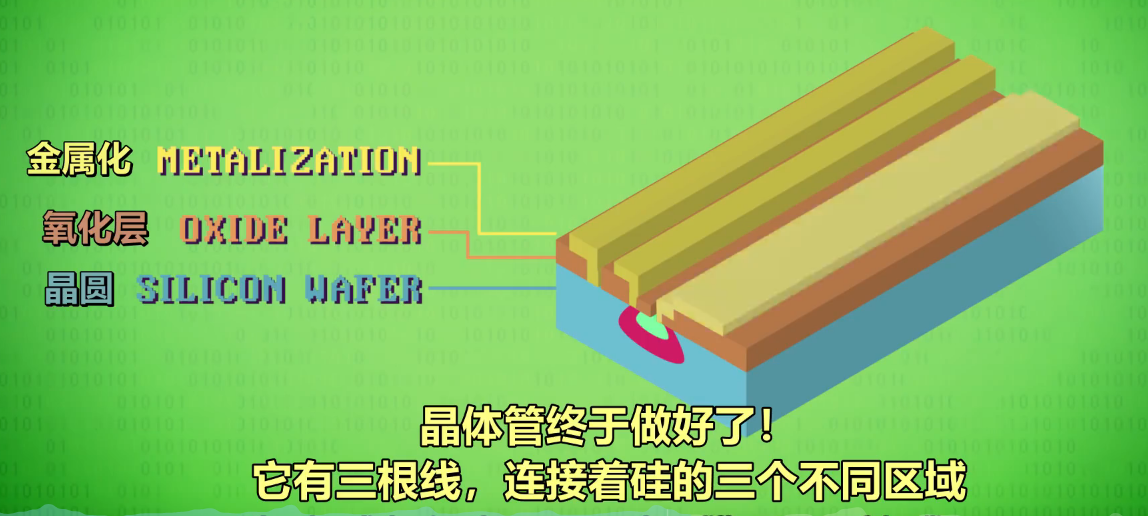 金属化 METALIZATION
氧化层 OXIDE LAYER
晶圆 SILICON WAFER
晶体管终于做好了！
它有三根线，连接着硅的三个不同区域